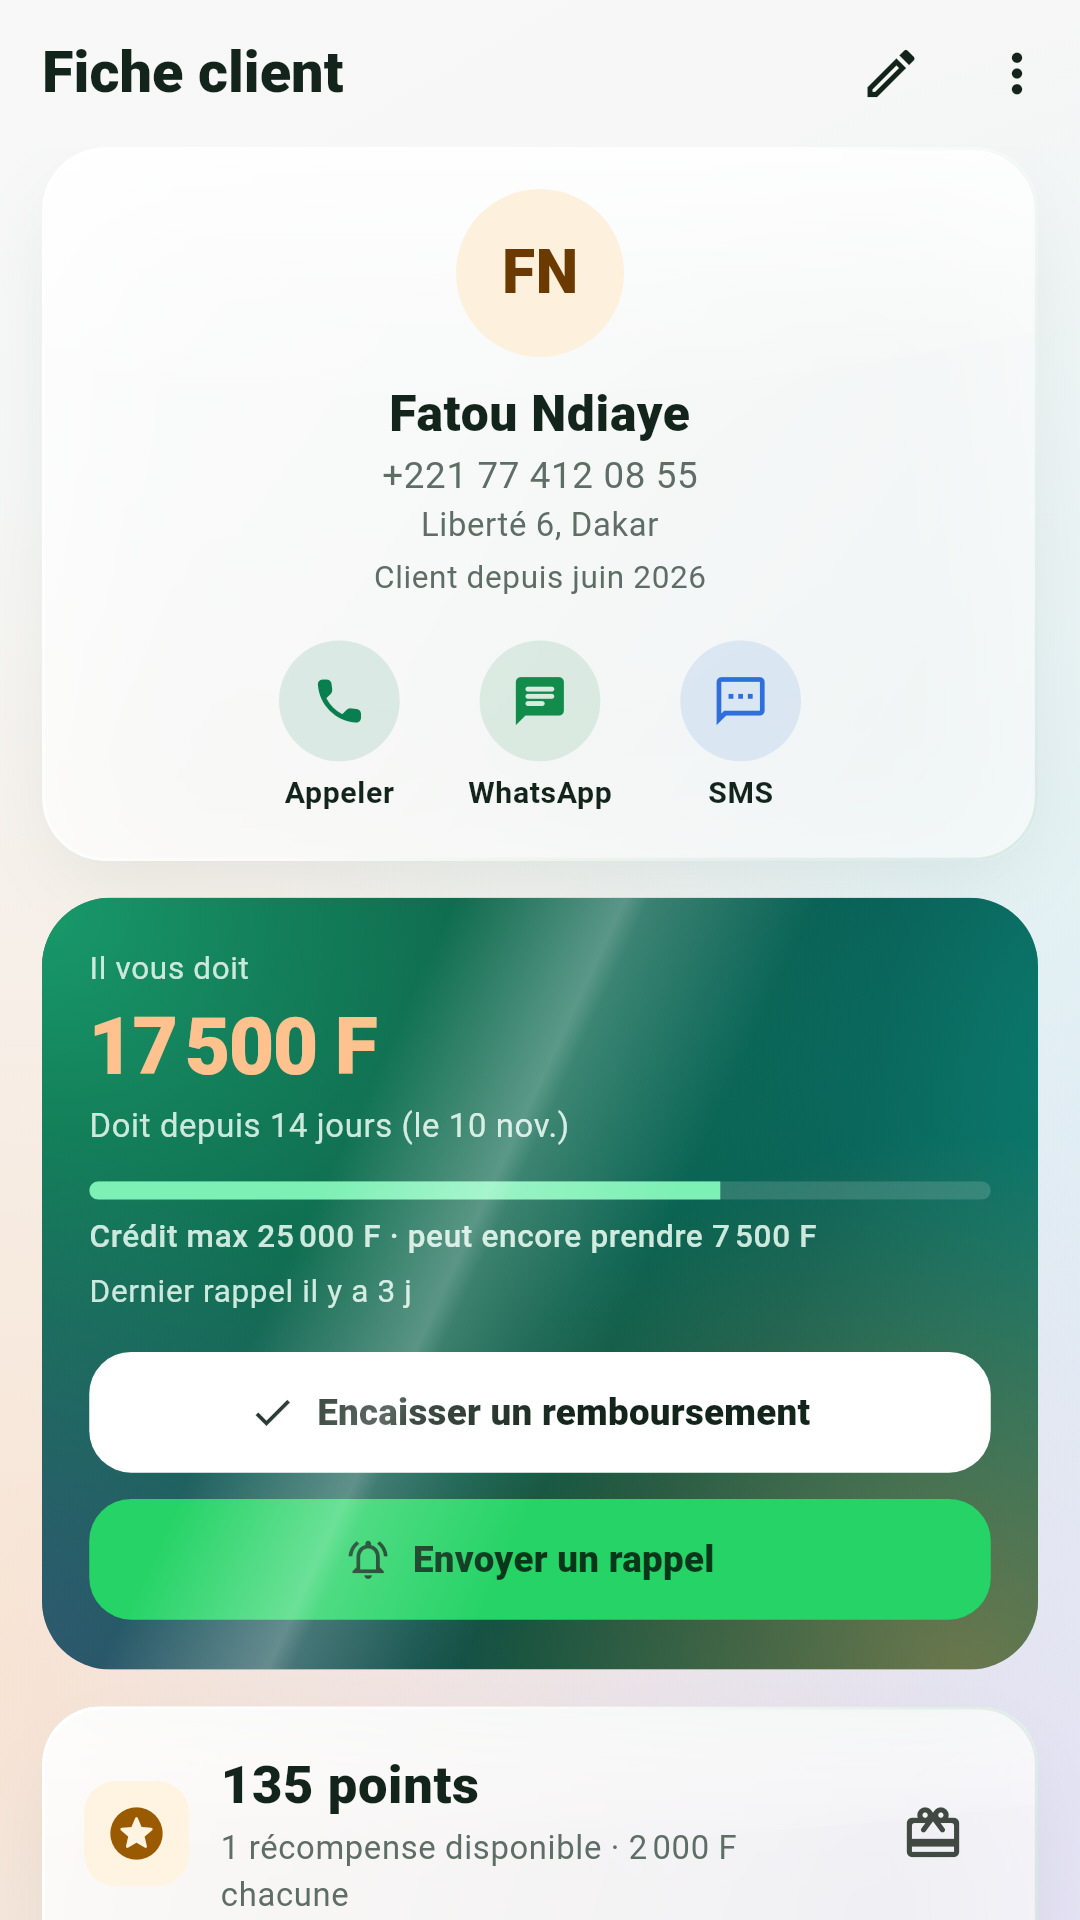 Fiche client
FN
Fatou Ndiaye
+221 77 412 08 55
Liberté 6, Dakar
Client depuis juin 2026
Appeler
WhatsApp
SMS
Il vous doit
17 500 F
Doit depuis 14 jours (le 10 nov.)
Crédit max 25 000 F · peut encore prendre 7 500 F
Dernier rappel il y a 3 j
Encaisser un remboursement
Envoyer un rappel
135 points
1 récompense disponible · 2 000 F
chacune